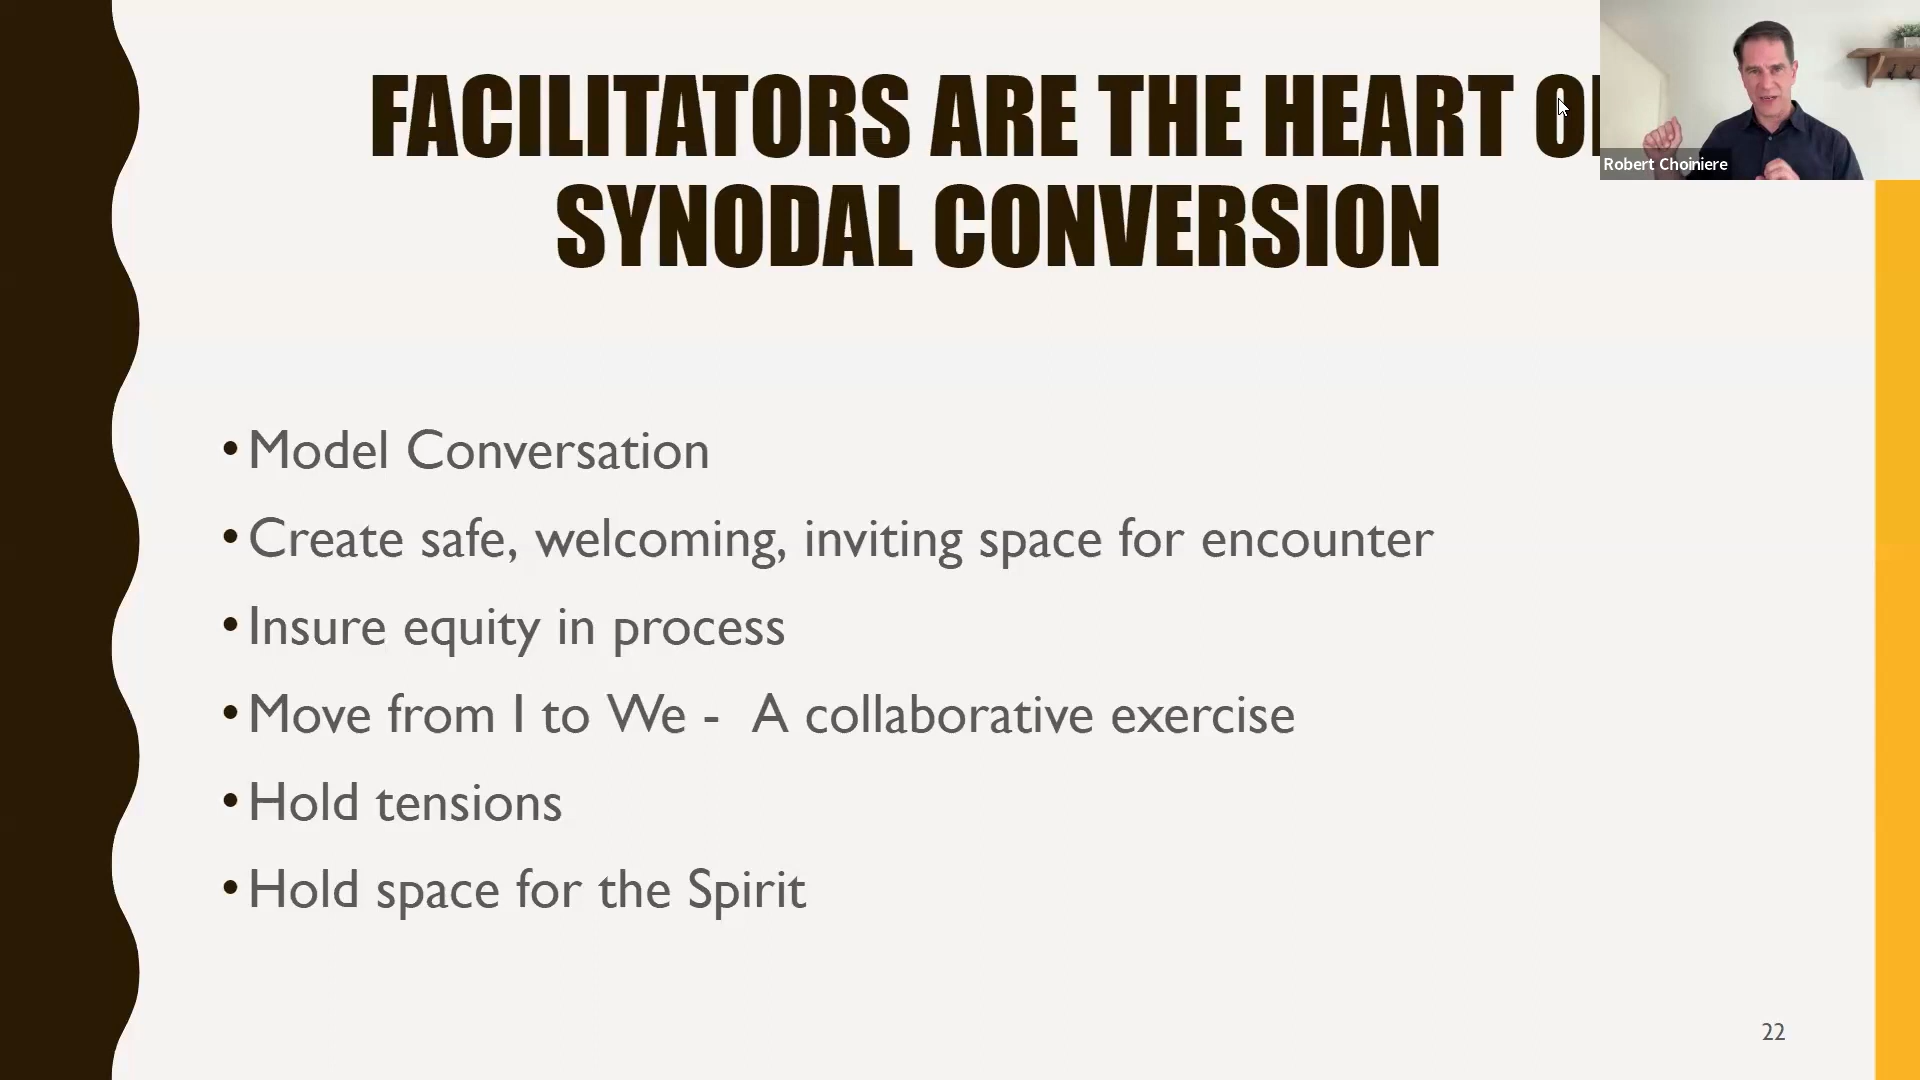 FACILITATORS ARE THE HEART
SYNODAL CONVERSION
Robert Choiniere
•Model Conversation
•Create safe, welcoming, inviting space for encounter
•Insure equity in process
•Move from I to We -  A collaborative exercise
•Hold tensions
•Hold space for the Spirit
22